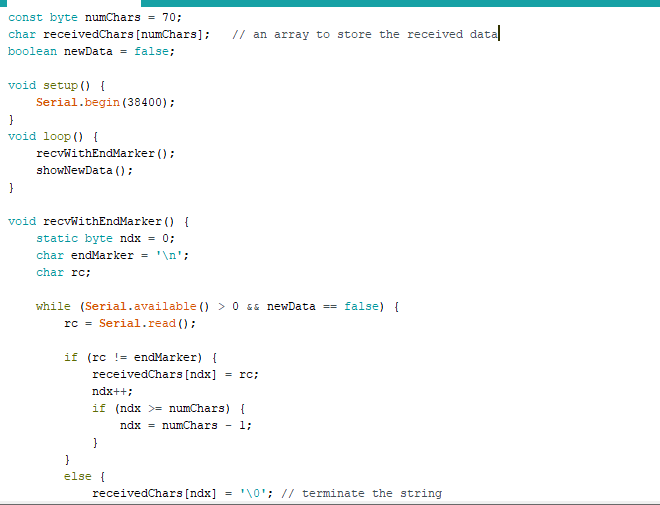 const byte numChars = 70;
char receivedChars[numChars];   // an array to store the received data
boolean newData = false;

void setup() {
    Serial.begin(38400);
}
void loop() {
    recvWithEndMarker();
    showNewData();
}

void recvWithEndMarker() {
    static byte ndx = 0;
    char endMarker = '\n';
    char rc;

    while (Serial.available() > 0 && newData == false) {
        rc = Serial.read();

        if (rc != endMarker) {
            receivedChars[ndx] = rc;
            ndx++;
            if (ndx >= numChars) {
                ndx = numChars - 1;
            }
        }
        else {
            receivedChars[ndx] = '\0'; // terminate the string